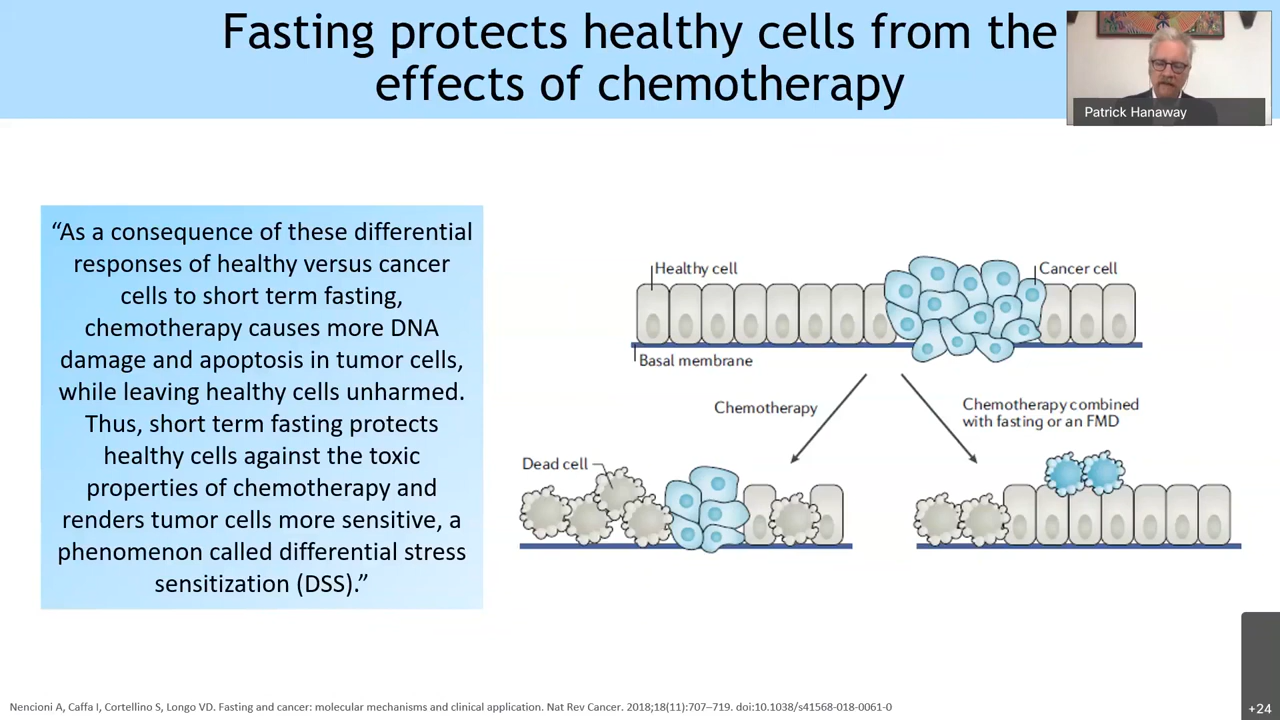 Fasting protects healthy cells from the
effects of chemotherapy
Patrick Hanaway
“As a consequence of these differential
responses of healthy versus cancer
cells to short term fasting,
chemotherapy causes more DNA
damage and apoptosis in tumor cells,
while leaving healthy cells unharmed.
Thus, short term fasting protects
healthy cells against the toxic
properties of chemotherapy and
renders tumor cells more sensitive, a
phenomenon called differential stress
sensitization (DSS).”
Healthy cell
Cancer cell
Basal membrane
Chemotherapy
Chemotherapy combined
with fasting or an FMD
Dead cell
Nencioni A, Caffa I, Cortellino S, Longo VD. Fasting and cancer: molecular mechanisms and clinical application. Nat Rev Cancer. 2018;18(11):707–719. doi:10.1038/s41568-018-0061-0
+24